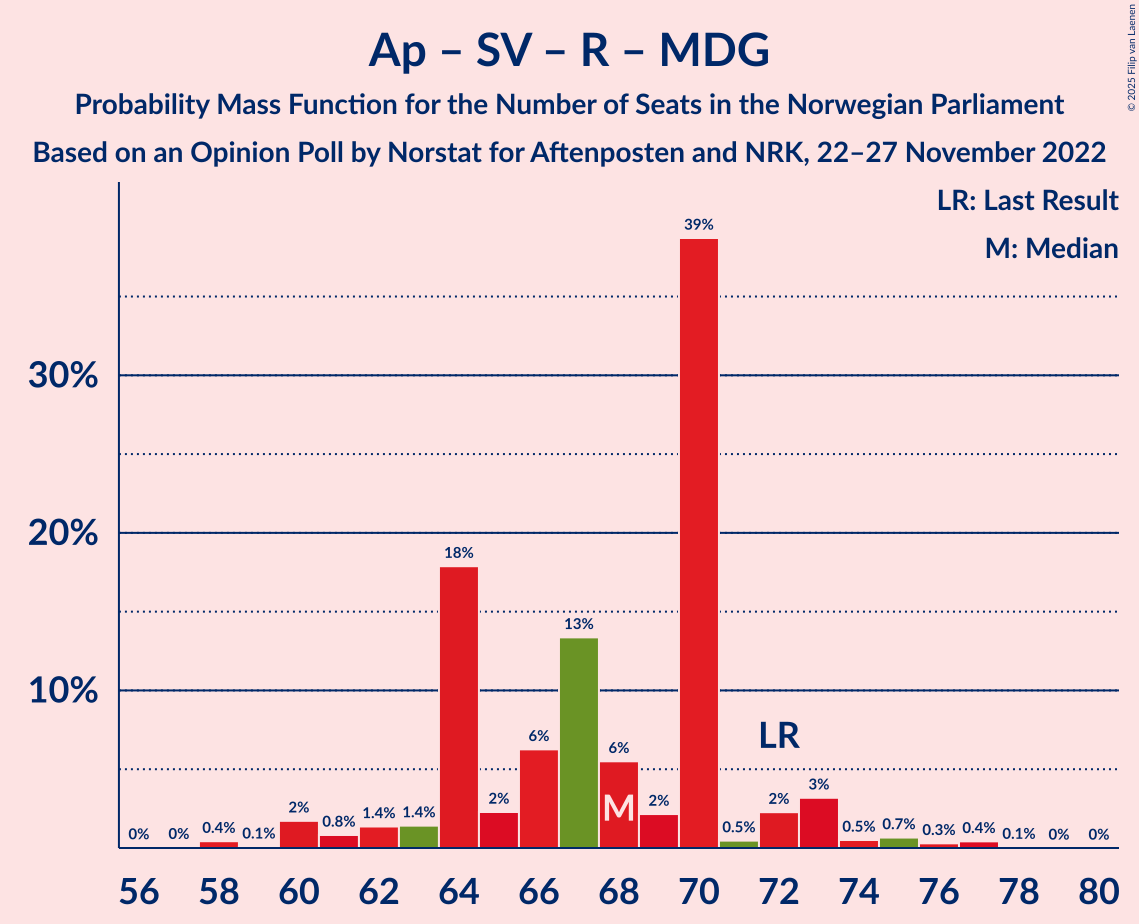 © 2025 Filip van Laenen
Ap – SV – R – MDG
Probability Mass Function for the Number of Seats in the Norwegian Parliament
Based on an Opinion Poll by Norstat for Aftenposten and NRK, 22–27 November 2022
LR: Last Result
M: Median
30%
20%
10%
0% 0% 0.4% 0.1% 2% 0.8% 1.4% 1.4% 18% 2% 6% 13% 6% 2% 39% 0.5% 2% 3% 0.5% 0.7% 0.3% 0.4% 0.1% 0% 0%
LR
M
56 58 60 62 64 66 68 70 72 74 76 78 80